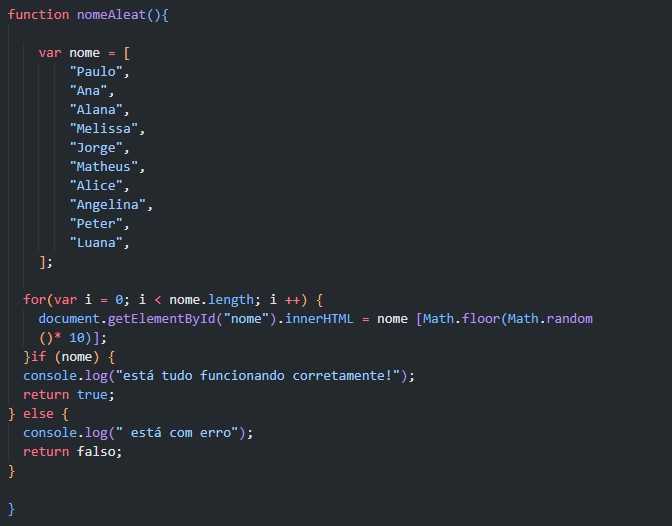 function nomeAleat(){
var nome = [
"Paulo",
"Ana",
"Alana",
"Melissa",
"Jorge",
"Matheus",
"Alice",
"Angelina",
"Peter",
"Luana",
];
for(var i = 0; i < nome.length; i ++) {
document.getElementById("nome").innerHTML = nome [Math.floor(Math.random
()* 10)];
}if (nome) {
console.log("está tudo funcionando corretamente!");
return true;
} else {
console.log(" está com erro");
return falso;
}
}